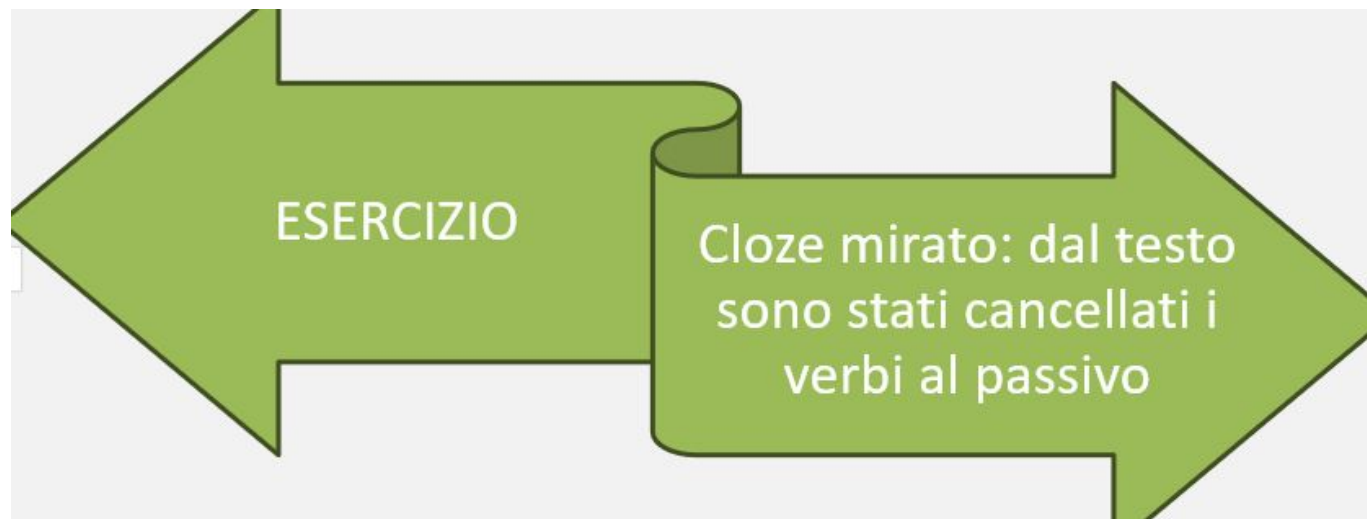 ESERCIZIO
Cloze mirato: dal testo
sono stati cancellati i
verbi al passivo